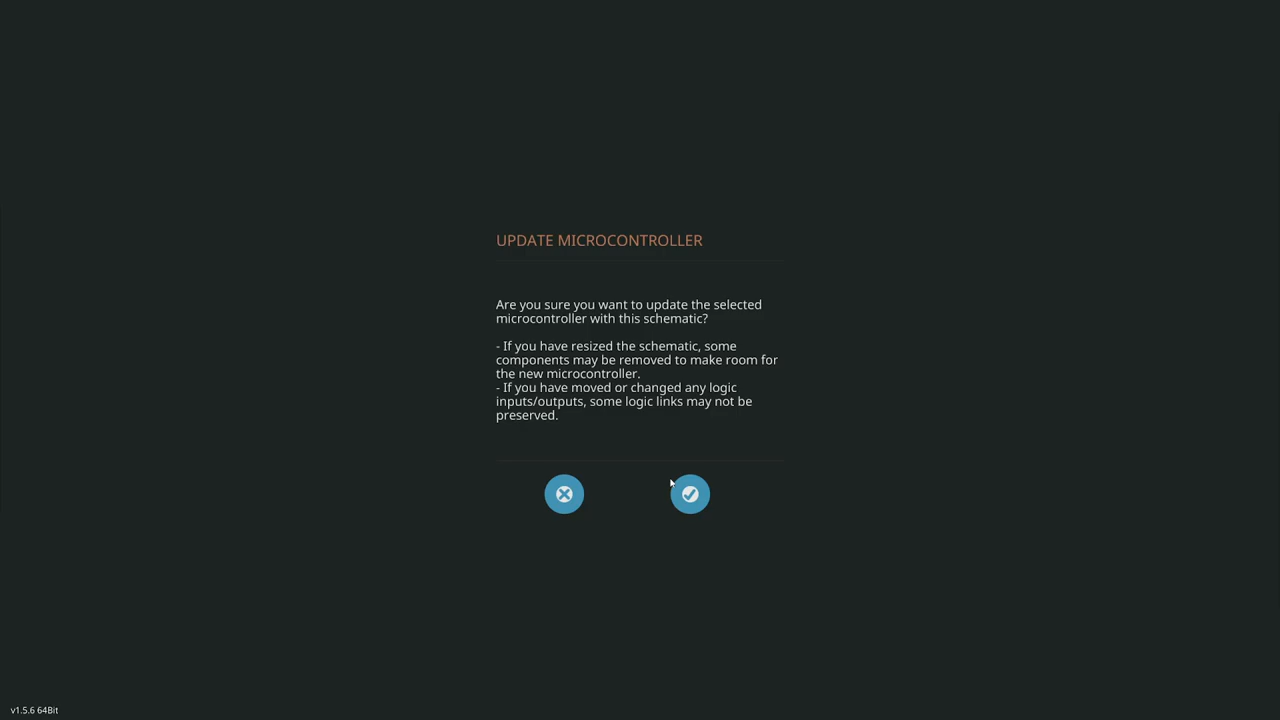 UPDATE MICROCONTROLLER
Are you sure you want to update the selected
microcontroller with this schematic?
- If you have resized the schematic, some
components may be removed to make room for
the new microcontroller.
- If you have moved or changed any logic
inputs/outputs, some logic links may not be
preserved.
v1.5.6 64Bit